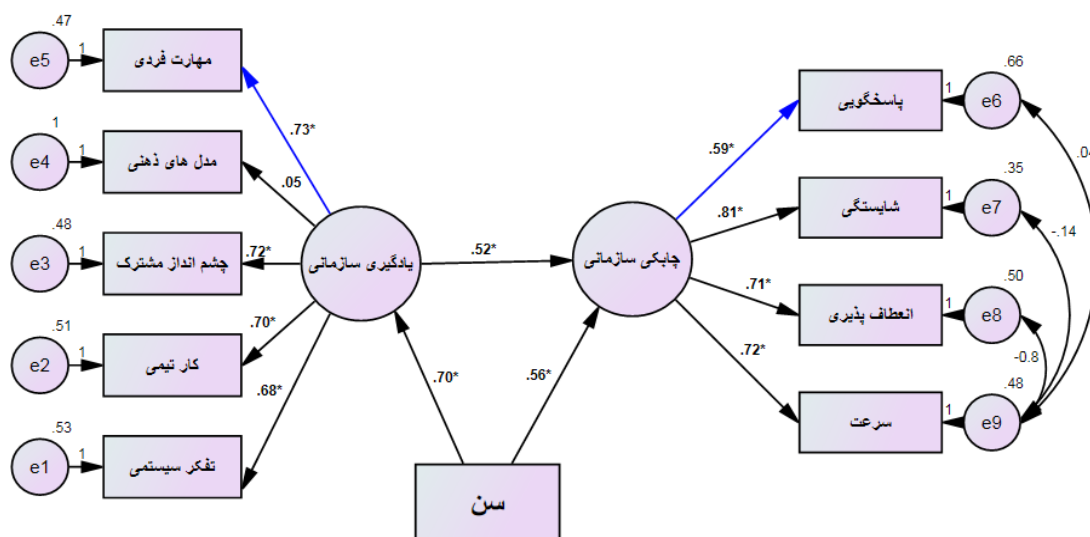 .47
e5
1
مهارت فردی
.73*
1
e4
1
مدل های ذهنی
.05
.48
e3
1
چشم انداز مشترک
.72*
.51
e2
1
کار تیمی
.70*
.53
e1
1
تفکر سیستمی
.68*
یادگیری سازمانی
.52*
چابکی سازمانی
.70*
.56*
سن
.59*
پاسخگویی
1
.66
e6
.04
.81*
شایستگی
1
.35
e7
-.14
.71*
انعطاف پذیری
1
.50
e8
-0.8
.72*
سرعت
1
.48
e9